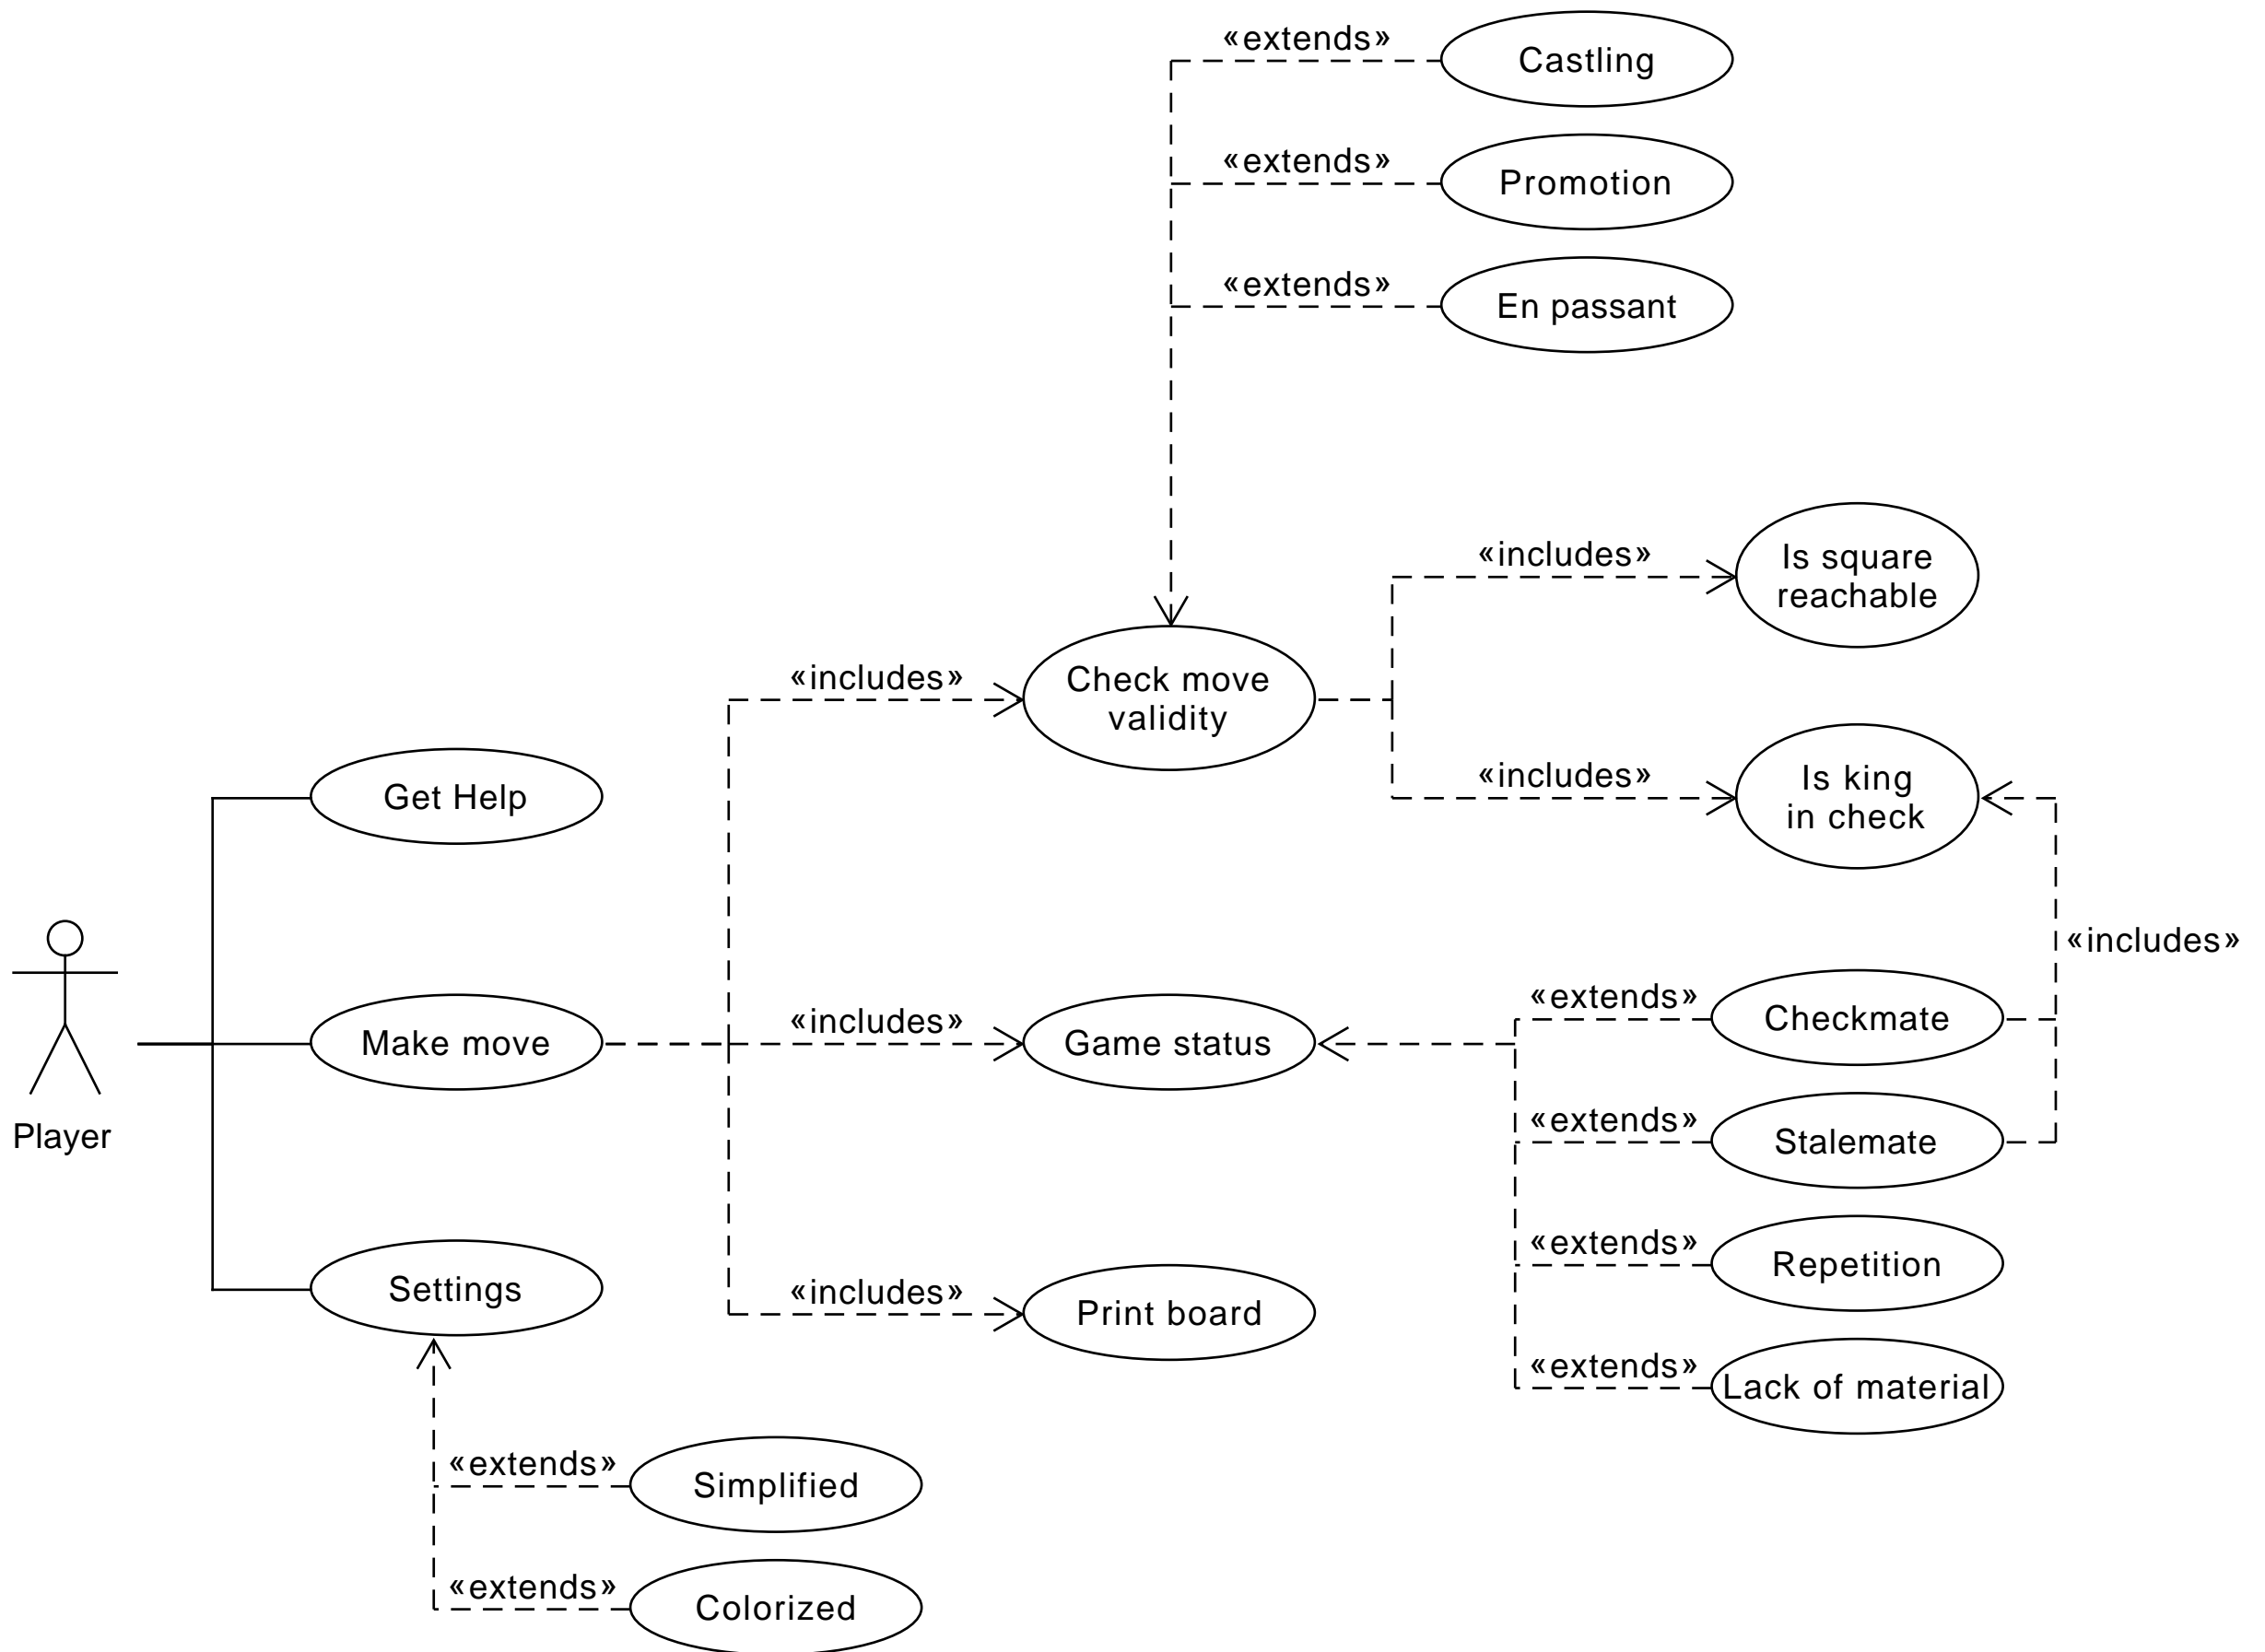 «extends»
Castling
«extends»
Promotion
«extends»
En passant
«includes»
Is square
reachable
«includes»
Check move
validity
«includes»
Is king
in check
Get Help
«includes»
Player
Make move
«includes»
Game status
«extends»
Checkmate
«extends»
Stalemate
«extends»
Repetition
«extends»
Lack of material
Settings
«includes»
Print board
«extends»
Simplified
«extends»
Colorized